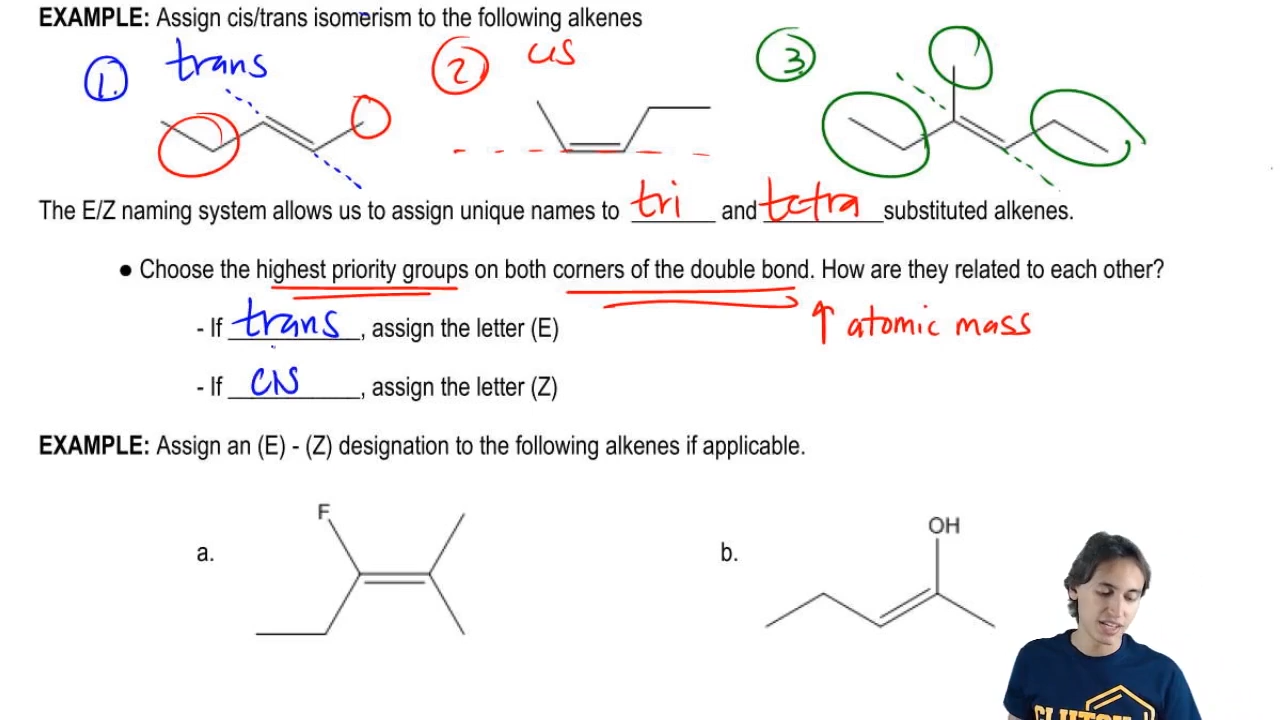 EXAMPLE: Assign cis/trans isomerism to the following alkenes
1. trans 2 cis 3.
The E/Z naming system allows us to assign unique names to tri and tetra substituted alkenes.
● Choose the highest priority groups on both corners of the double bond. How are they related to each other?
- If trans, assign the letter (E) ↑ atomic mass
- If cis, assign the letter (Z)
EXAMPLE: Assign an (E) - (Z) designation to the following alkenes if applicable.
F
OH
a. b.
CLUTCH